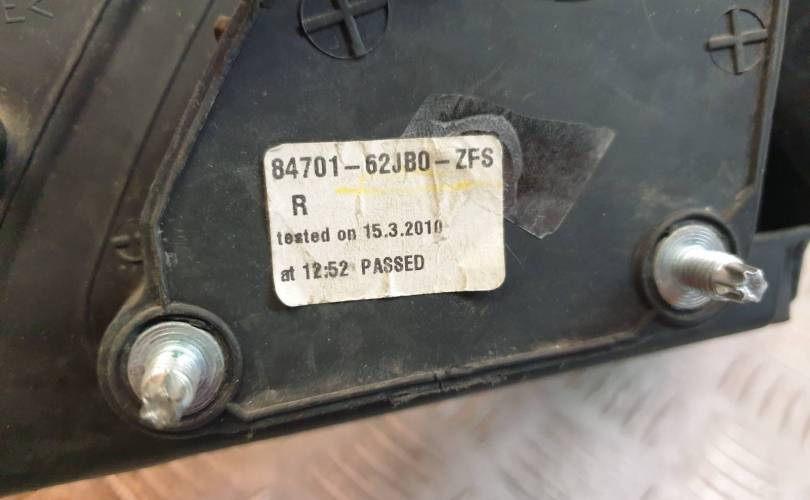 84701-62JB0-ZFS
R
tested on 15.3.2010
at 12:52 PASSED